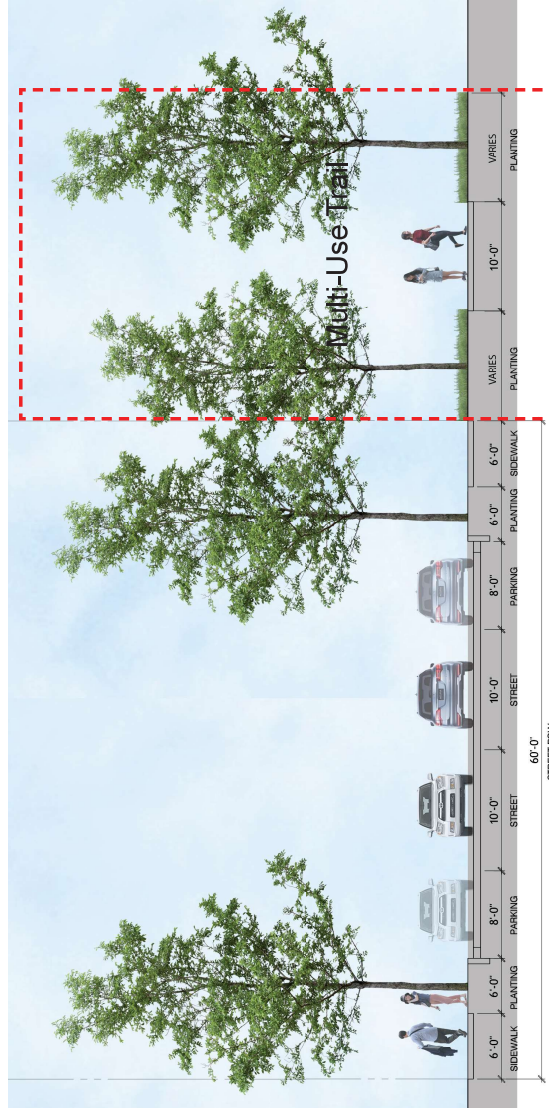 Multi-Use Trail
6'-0" 6'-0" 8'-0" 10'-0" 10'-0" 8'-0" 6'-0" 6'-0" VARIES 10'-0" VARIES
SIDEWALK PLANTING PARKING STREET STREET PARKING PLANTING SIDEWALK PLANTING PLANTING
60'-0"